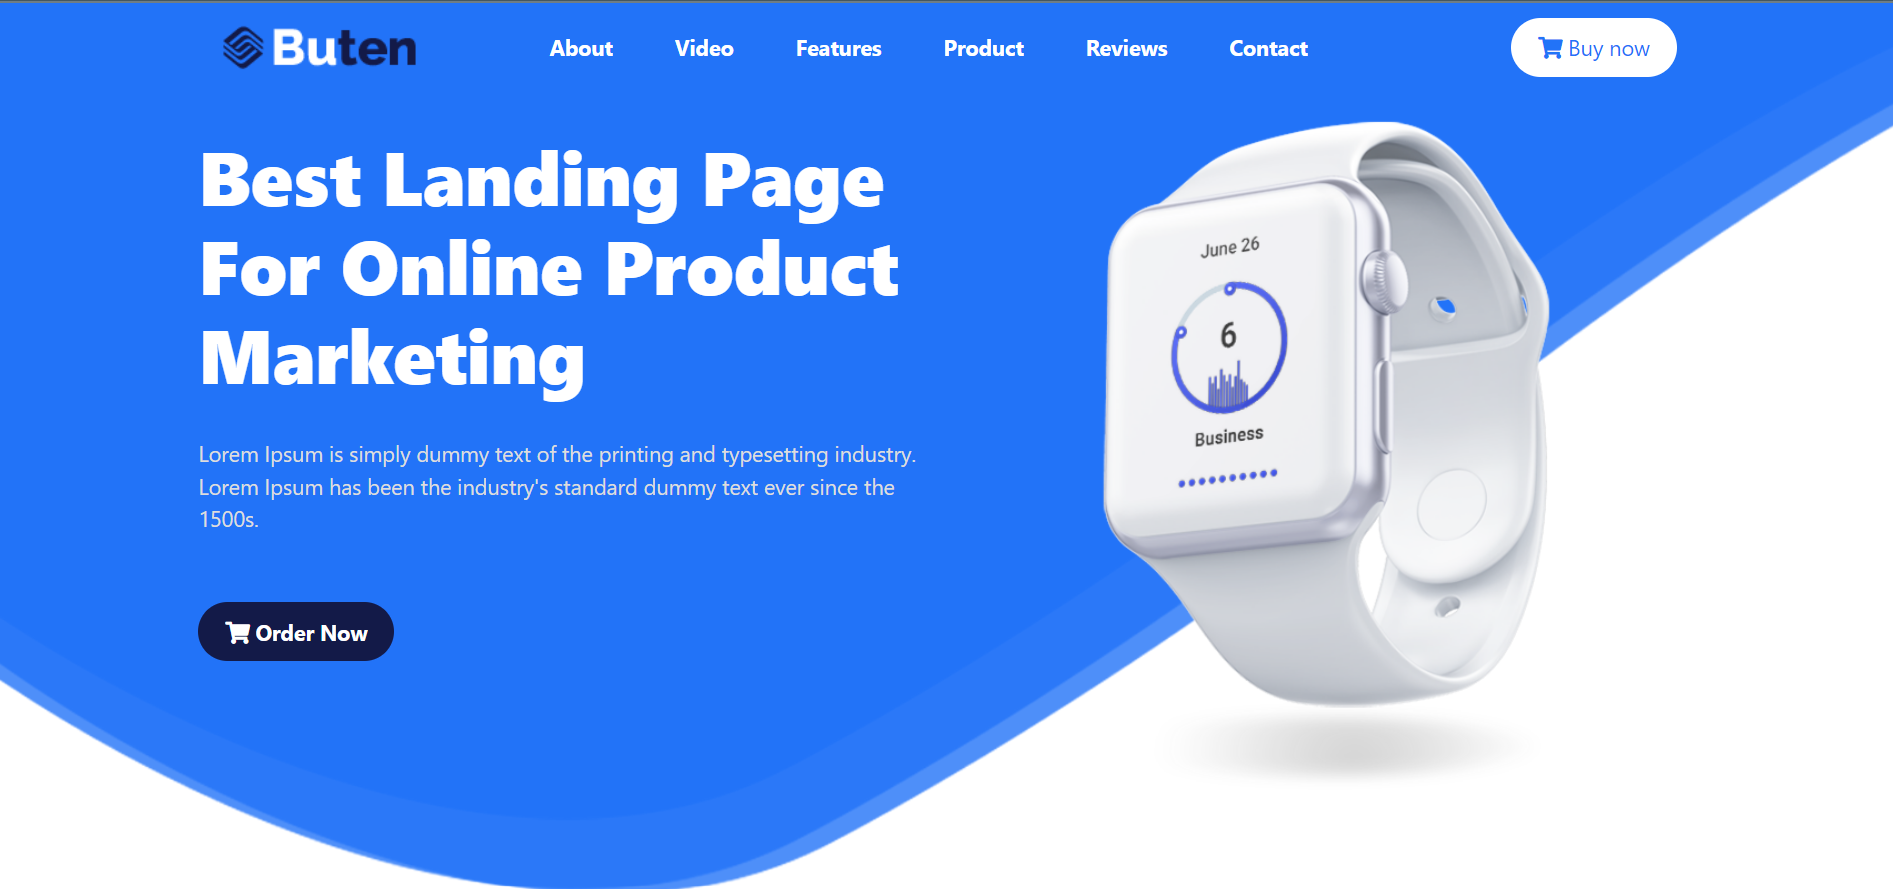 Buten
About Video Features Product Reviews Contact
Buy now
Best Landing Page
For Online Product
Marketing
Lorem Ipsum is simply dummy text of the printing and typesetting industry.
Lorem Ipsum has been the industry's standard dummy text ever since the
1500s.
Order Now
June 26
6
Business